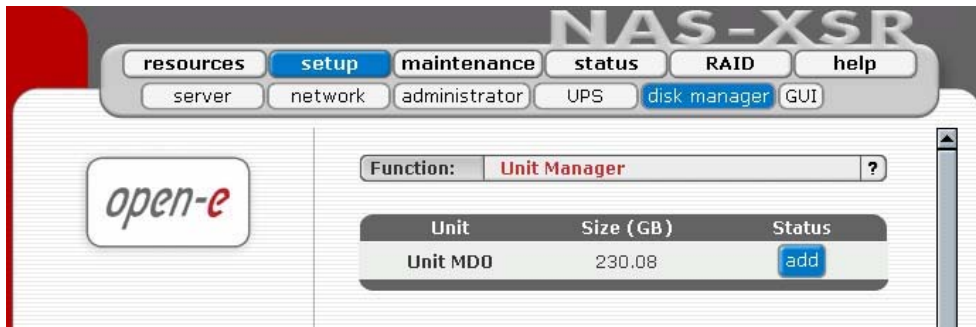 NAS-XSR
resources setup maintenance status RAID help
server network administrator UPS disk manager GUI
open-e
Function: Unit Manager ?
Unit Size (GB) Status
Unit MD0 230.08 add